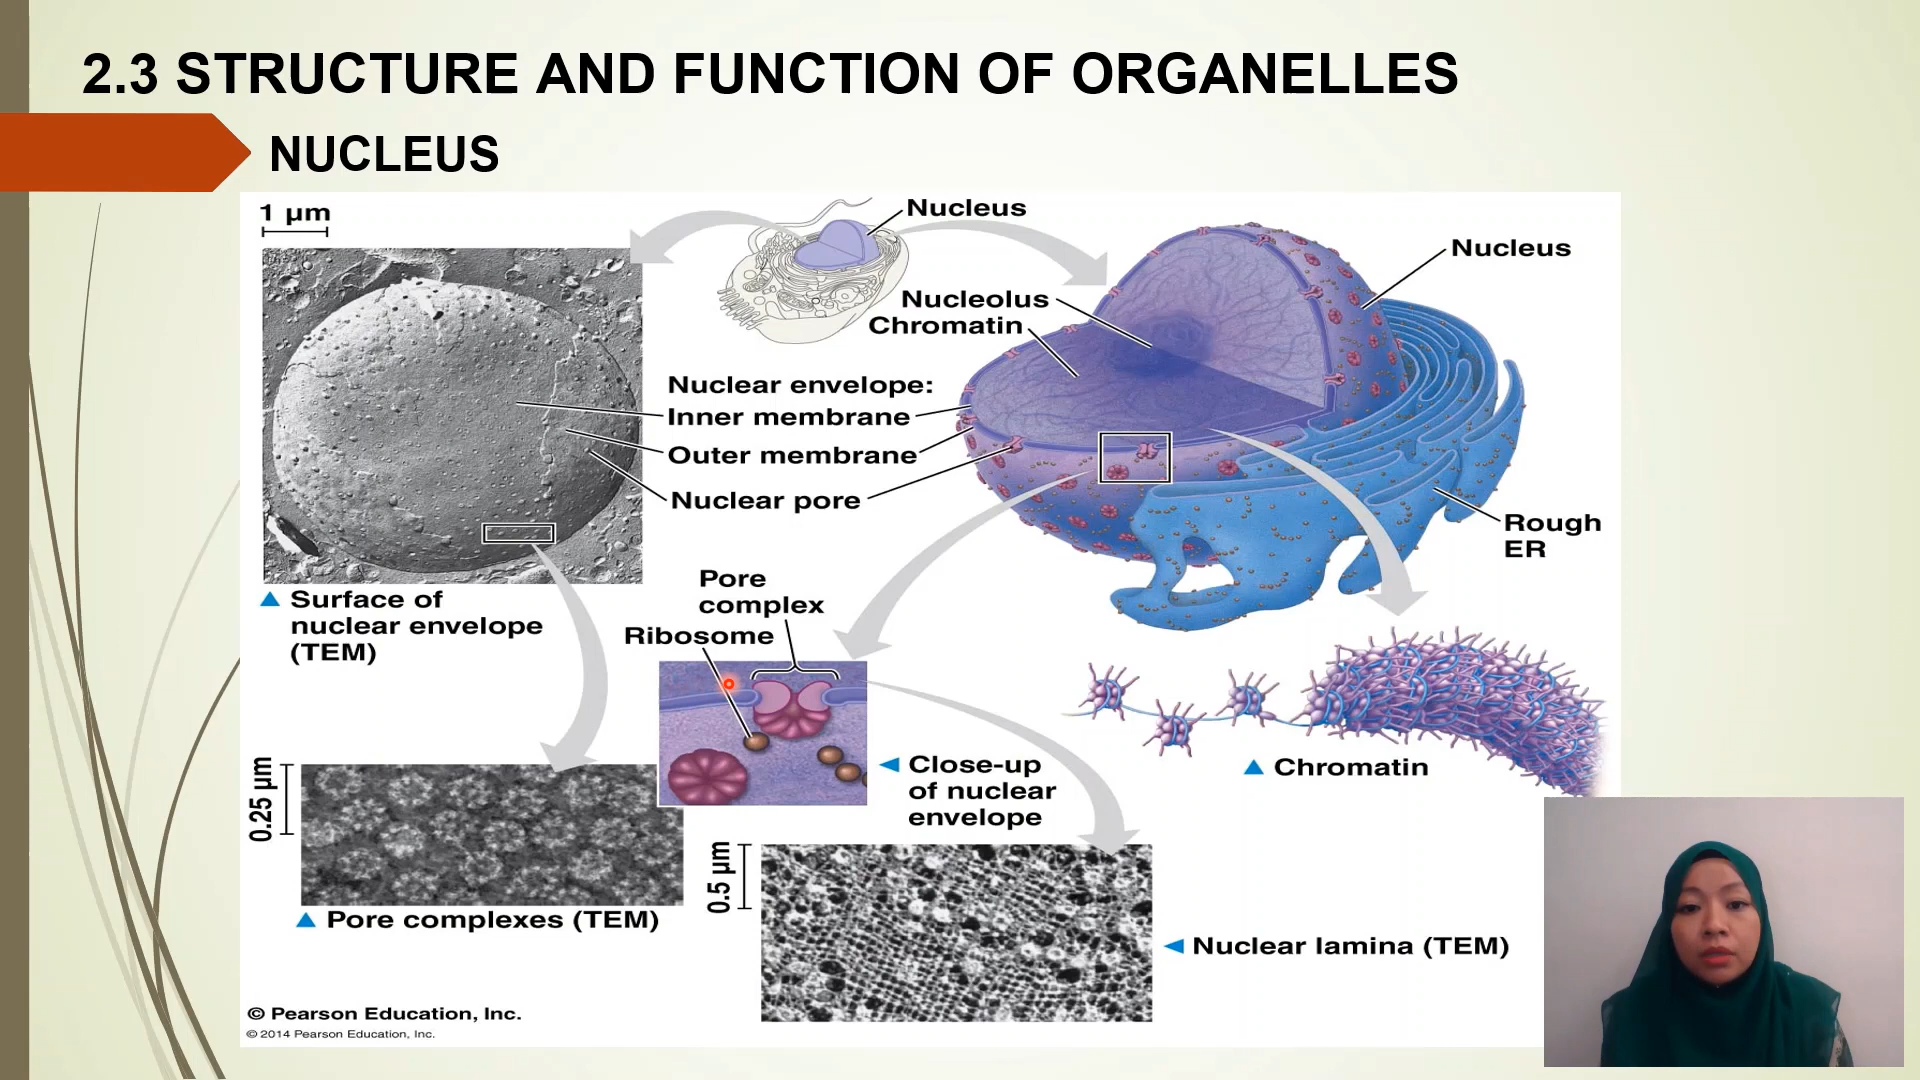 2.3 STRUCTURE AND FUNCTION OF ORGANELLES
NUCLEUS
1 µm
Nucleus
Nucleus
Nucleolus
Chromatin
Nuclear envelope:
Inner membrane
Outer membrane
Nuclear pore
Rough
ER
Surface of
nuclear envelope
(TEM)
Pore
complex
Ribosome
Close-up
of nuclear
envelope
Chromatin
0.25 µm
Pore complexes (TEM)
0.5 µm
Nuclear lamina (TEM)
© Pearson Education, Inc.
© 2014 Pearson Education, Inc.